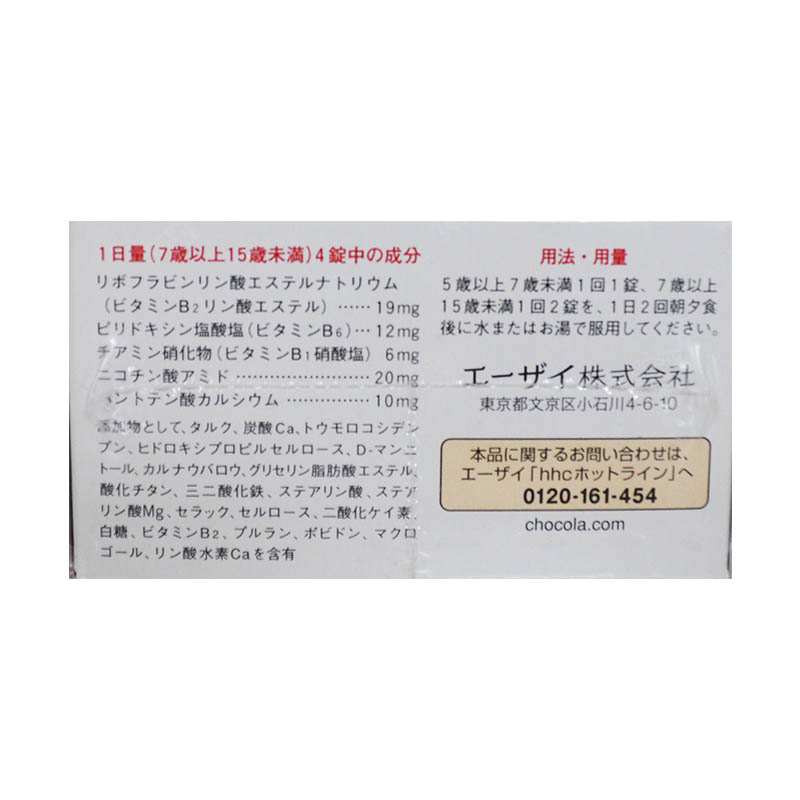 1日量(7歳以上15歳未満)4錠中の成分
リボフラビンリン酸エステルナトリウム
(ビタミンB2リン酸エステル)……19mg
ピリドキシン塩酸塩(ビタミンB6)…12mg
チアミン硝化物(ビタミンB1硝酸塩) 6mg
ニコチン酸アミド……………………20mg
パントテン酸カルシウム……………10mg
添加物として、タルク、炭酸Ca、トウモロコシデン
プン、ヒドロキシプロピルセルロース、D-マンニ
トール、カルナウバロウ、グリセリン脂肪酸エステル、
酸化チタン、三二酸化鉄、ステアリン酸、ステア
リン酸Mg、セラック、セルロース、二酸化ケイ素、
白糖、ビタミンB2、プルラン、ポビドン、マクロ
ゴール、リン酸水素Caを含有
用法・用量
5歳以上7歳未満1回1錠、7歳以上
15歳未満1回2錠を、1日2回朝夕食
後に水またはお湯で服用してください。
エーザイ株式会社
東京都文京区小石川4-6-10
本品に関するお問い合わせは、
エーザイ「hhcホットライン」へ
0120-161-454
chocola.com